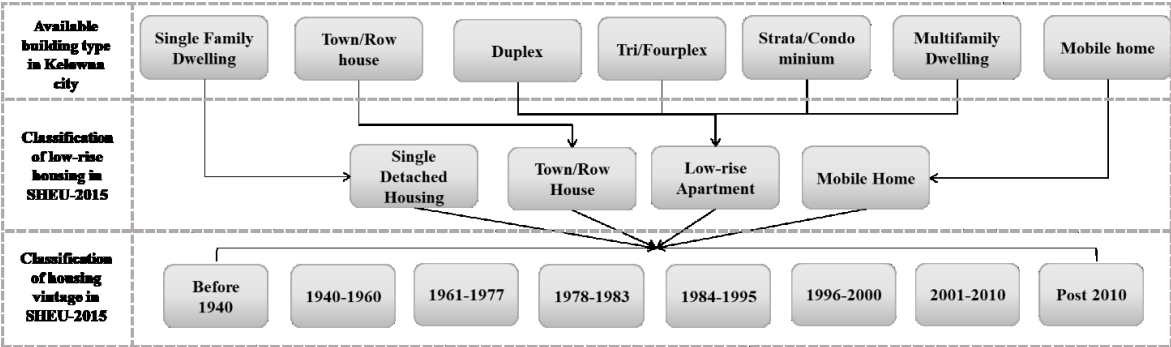 Available
building type
in Kelowna
city
Single Family
Dwelling
Town/Row
house
Duplex
Tri/Fourplex
Strata/Condo
minium
Multifamily
Dwelling
Mobile home
Classification
of low-rise
housing in
SHEU-2015
Single
Detached
Housing
Town/Row
House
Low-rise
Apartment
Mobile Home
Classification
of housing
vintage in
SHEU-2015
Before
1940
1940-1960
1961-1977
1978-1983
1984-1995
1996-2000
2001-2010
Post 2010